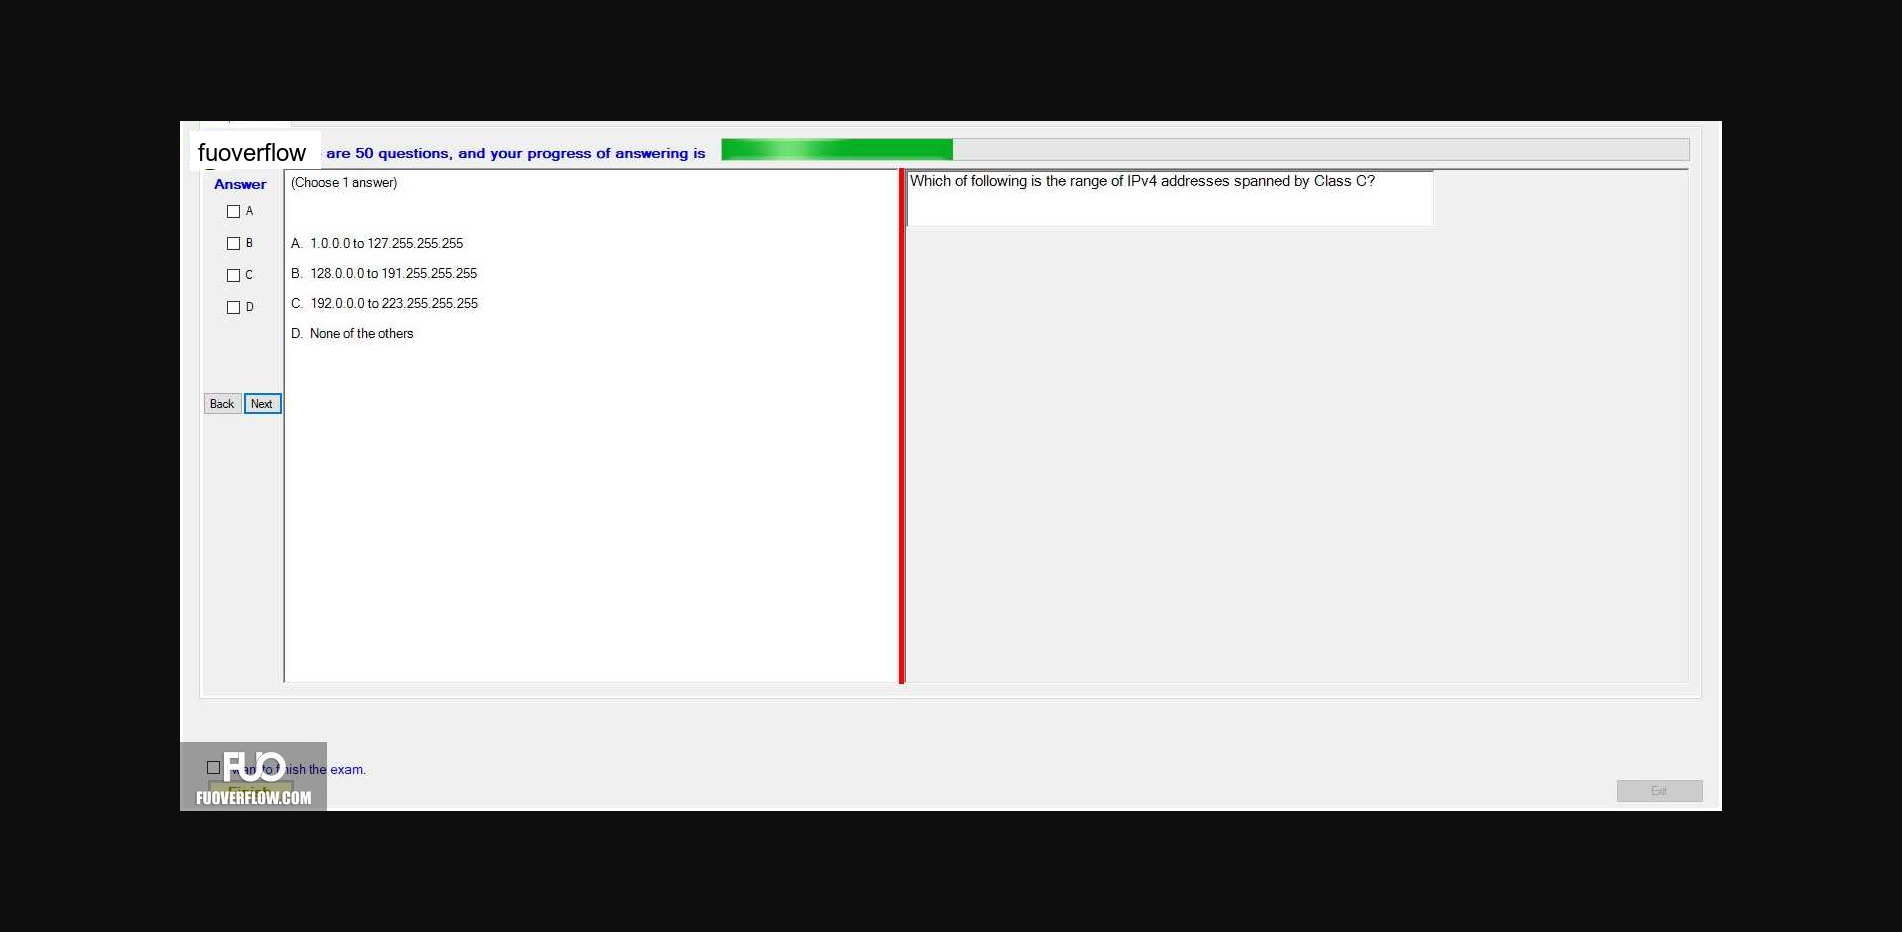 fuoverflow are 50 questions, and your progress of answering is
Answer
(Choose 1 answer)
Which of following is the range of IPv4 addresses spanned by Class C?
A
B
C
D
A. 1.0.0.0 to 127.255.255.255
B. 128.0.0.0 to 191.255.255.255
C. 192.0.0.0 to 223.255.255.255
D. None of the others
Back Next
FUO
want to finish the exam.
Finish
FUOVERFLOW.COM
Exit